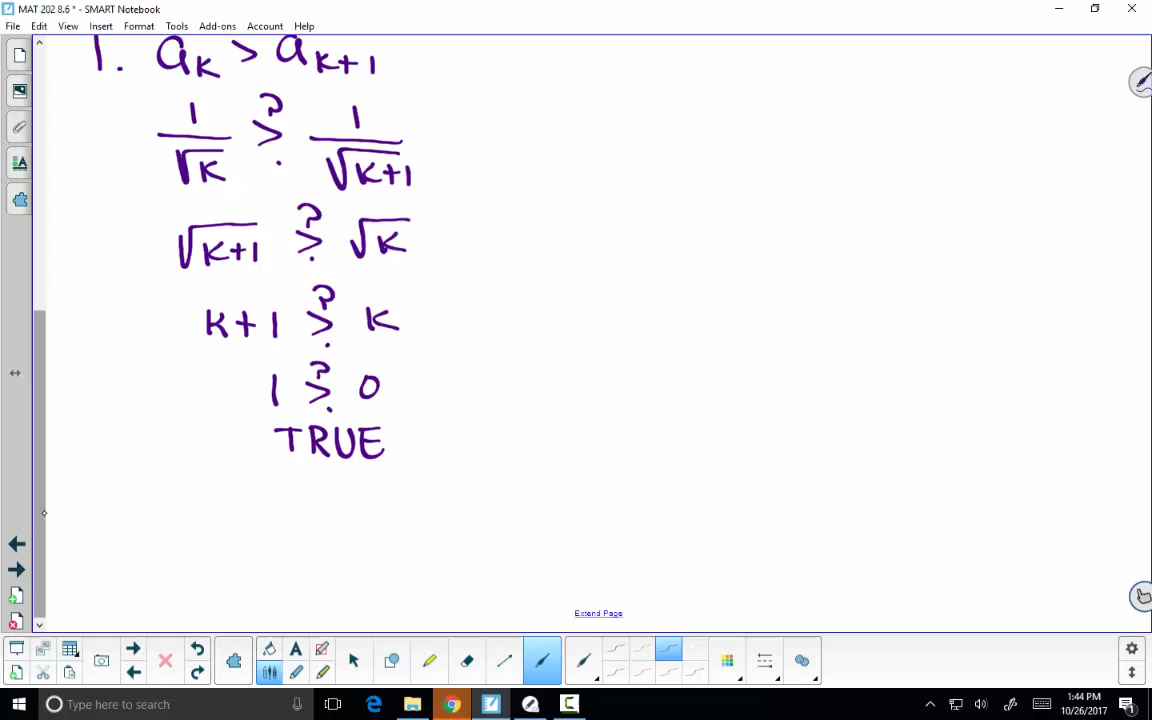 MAT 202 8.6 * - SMART Notebook
File Edit View Insert Format Tools Add-ons Account Help
1. a_k > a_{k+1}
1/√k >? 1/√(k+1)
√(k+1) >? √k
k+1 >? k
1 >? 0
TRUE
Extend Page
Type here to search
1:44 PM
10/26/2017
1